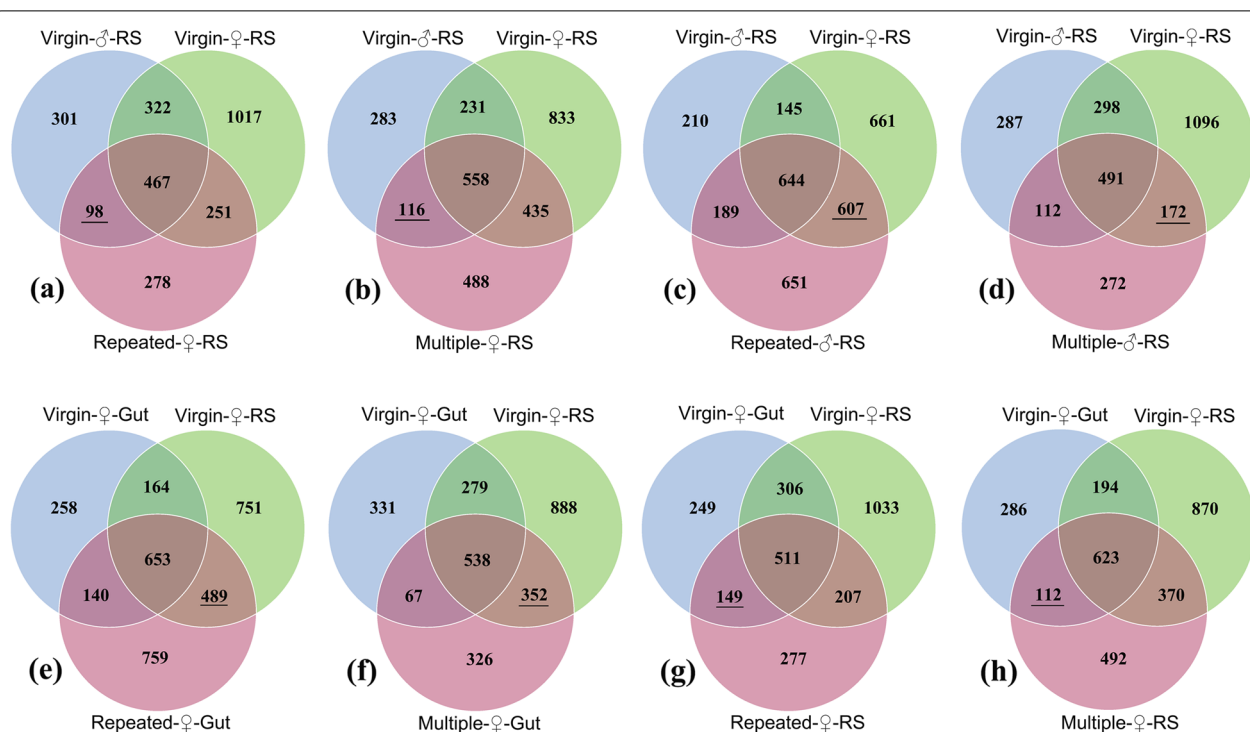 Virgin-♂-RS Virgin-♀-RS
301 322 1017
467
98 251
278
(a)
Repeated-♀-RS
Virgin-♂-RS Virgin-♀-RS
283 231 833
558
116 435
488
(b)
Multiple-♀-RS
Virgin-♂-RS Virgin-♀-RS
210 145 661
644
189 607
651
(c)
Repeated-♂-RS
Virgin-♂-RS Virgin-♀-RS
287 298 1096
491
112 172
272
(d)
Multiple-♂-RS
Virgin-♀-Gut Virgin-♀-RS
258 164 751
653
140 489
759
(e)
Repeated-♀-Gut
Virgin-♀-Gut Virgin-♀-RS
331 279 888
538
67 352
326
(f)
Multiple-♀-Gut
Virgin-♀-Gut Virgin-♀-RS
249 306 1033
511
149 207
277
(g)
Repeated-♀-RS
Virgin-♀-Gut Virgin-♀-RS
286 194 870
623
112 370
492
(h)
Multiple-♀-RS